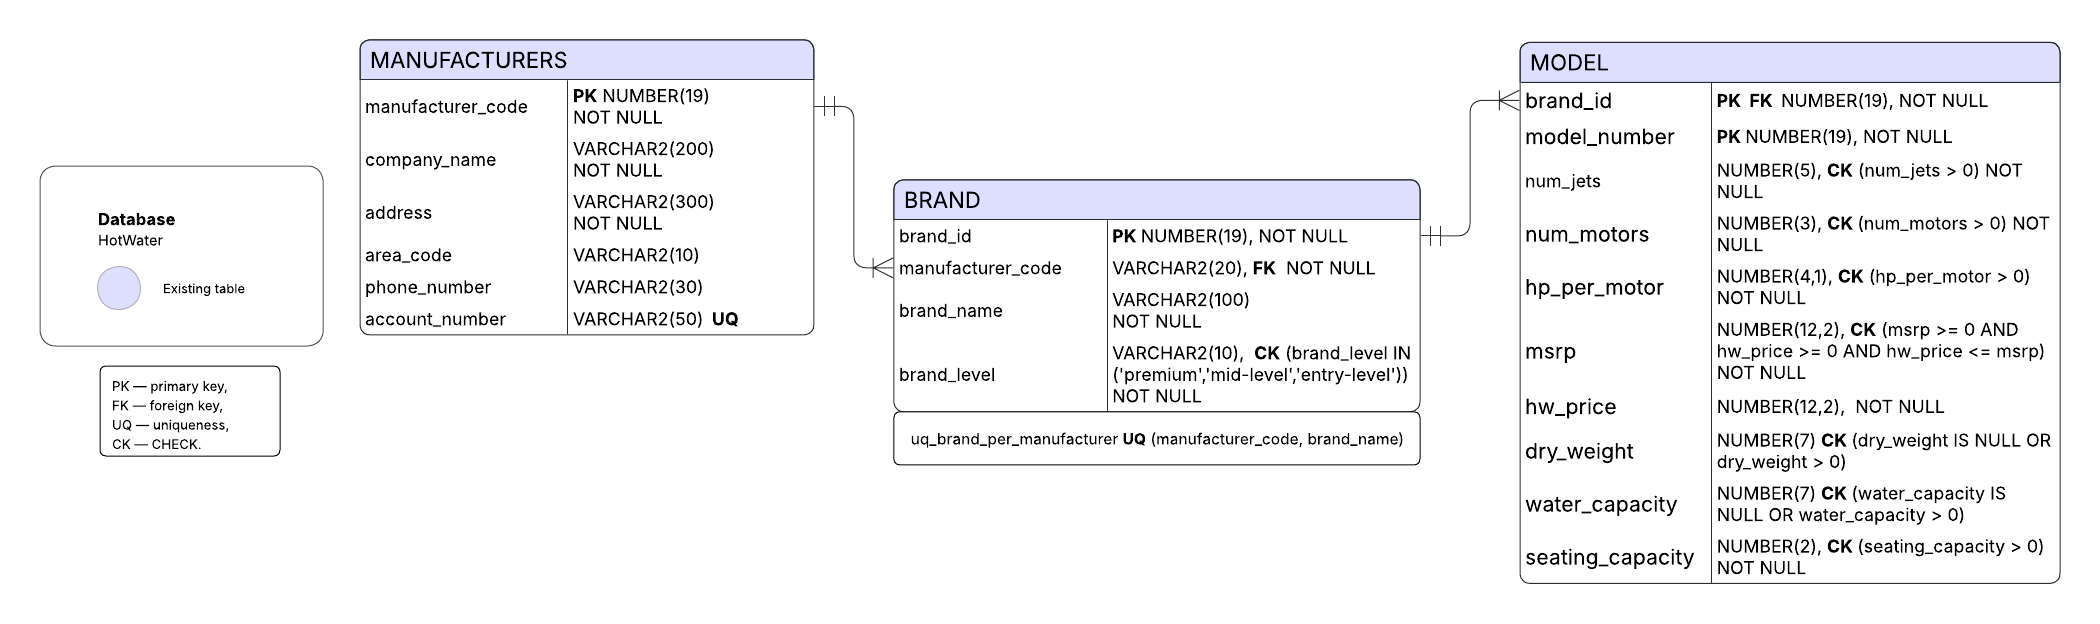 Database
HotWater
Existing table
PK — primary key,
FK — foreign key,
UQ — uniqueness,
CK — CHECK.
MANUFACTURERS
manufacturer_code
PK NUMBER(19)
NOT NULL
company_name
VARCHAR2(200)
NOT NULL
address
VARCHAR2(300)
NOT NULL
area_code
VARCHAR2(10)
phone_number
VARCHAR2(30)
account_number
VARCHAR2(50) UQ
BRAND
brand_id
PK NUMBER(19), NOT NULL
manufacturer_code
VARCHAR2(20), FK NOT NULL
brand_name
VARCHAR2(100)
NOT NULL
brand_level
VARCHAR2(10), CK (brand_level IN
('premium','mid-level','entry-level'))
NOT NULL
uq_brand_per_manufacturer UQ (manufacturer_code, brand_name)
MODEL
brand_id
PK FK NUMBER(19), NOT NULL
model_number
PK NUMBER(19), NOT NULL
num_jets
NUMBER(5), CK (num_jets > 0) NOT
NULL
num_motors
NUMBER(3), CK (num_motors > 0) NOT
NULL
hp_per_motor
NUMBER(4,1), CK (hp_per_motor > 0)
NOT NULL
msrp
NUMBER(12,2), CK (msrp >= 0 AND
hw_price >= 0 AND hw_price <= msrp)
NOT NULL
hw_price
NUMBER(12,2), NOT NULL
dry_weight
NUMBER(7) CK (dry_weight IS NULL OR
dry_weight > 0)
water_capacity
NUMBER(7) CK (water_capacity IS
NULL OR water_capacity > 0)
seating_capacity
NUMBER(2), CK (seating_capacity > 0)
NOT NULL